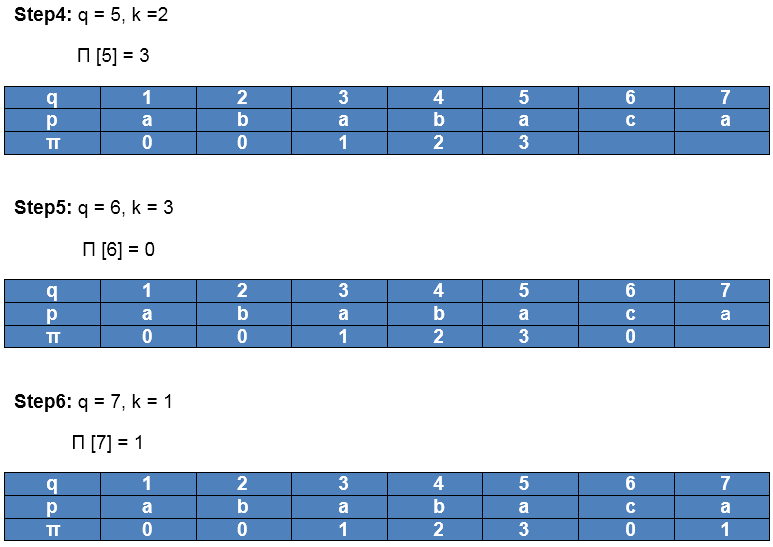 Step4: q = 5, k =2
Π [5] = 3
q 1 2 3 4 5 6 7
p a b a b a c a
π 0 0 1 2 3
Step5: q = 6, k = 3
Π [6] = 0
q 1 2 3 4 5 6 7
p a b a b a c a
π 0 0 1 2 3 0
Step6: q = 7, k = 1
Π [7] = 1
q 1 2 3 4 5 6 7
p a b a b a c a
π 0 0 1 2 3 0 1